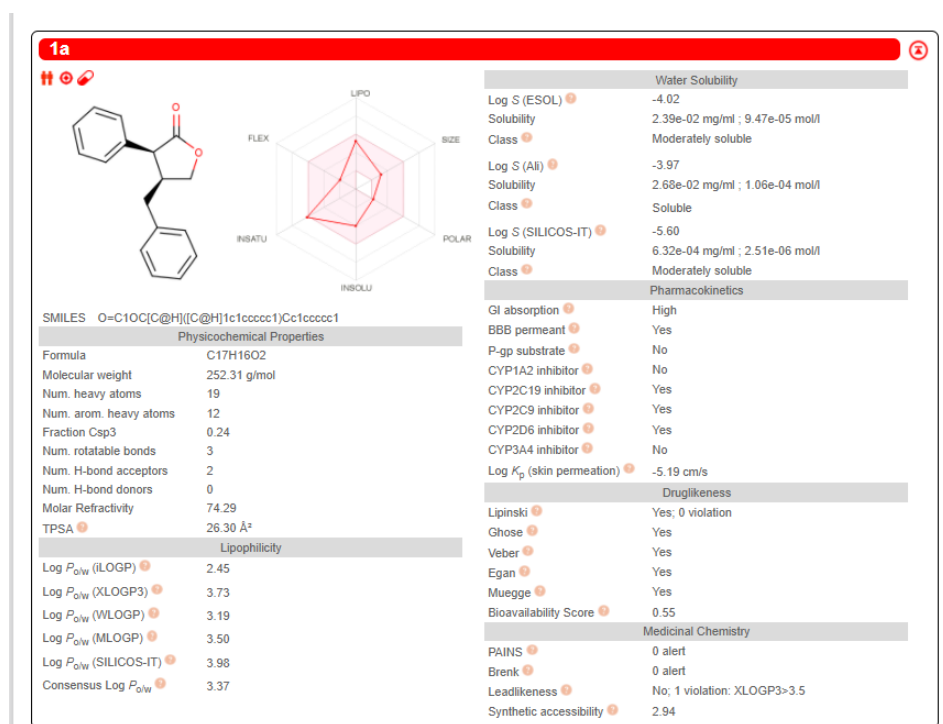 1a
O
O
LIPO
FLEX
SIZE
INSATU
POLAR
INSOLU
SMILES O=C1OC[C@H]([C@H]1c1ccccc1)Cc1ccccc1
Physicochemical Properties
Formula C17H16O2
Molecular weight 252.31 g/mol
Num. heavy atoms 19
Num. arom. heavy atoms 12
Fraction Csp3 0.24
Num. rotatable bonds 3
Num. H-bond acceptors 2
Num. H-bond donors 0
Molar Refractivity 74.29
TPSA ? 26.30 Å²
Lipophilicity
Log Po/w (iLOGP) ? 2.45
Log Po/w (XLOGP3) ? 3.73
Log Po/w (WLOGP) ? 3.19
Log Po/w (MLOGP) ? 3.50
Log Po/w (SILICOS-IT) ? 3.98
Consensus Log Po/w ? 3.37
Water Solubility
Log S (ESOL) ? -4.02
Solubility 2.39e-02 mg/ml ; 9.47e-05 mol/l
Class ? Moderately soluble
Log S (Ali) ? -3.97
Solubility 2.68e-02 mg/ml ; 1.06e-04 mol/l
Class ? Soluble
Log S (SILICOS-IT) ? -5.60
Solubility 6.32e-04 mg/ml ; 2.51e-06 mol/l
Class ? Moderately soluble
Pharmacokinetics
GI absorption ? High
BBB permeant ? Yes
P-gp substrate ? No
CYP1A2 inhibitor ? No
CYP2C19 inhibitor ? Yes
CYP2C9 inhibitor ? Yes
CYP2D6 inhibitor ? Yes
CYP3A4 inhibitor ? No
Log Kp (skin permeation) ? -5.19 cm/s
Druglikeness
Lipinski ? Yes; 0 violation
Ghose ? Yes
Veber ? Yes
Egan ? Yes
Muegge ? Yes
Bioavailability Score ? 0.55
Medicinal Chemistry
PAINS ? 0 alert
Brenk ? 0 alert
Leadlikeness ? No; 1 violation: XLOGP3>3.5
Synthetic accessibility ? 2.94